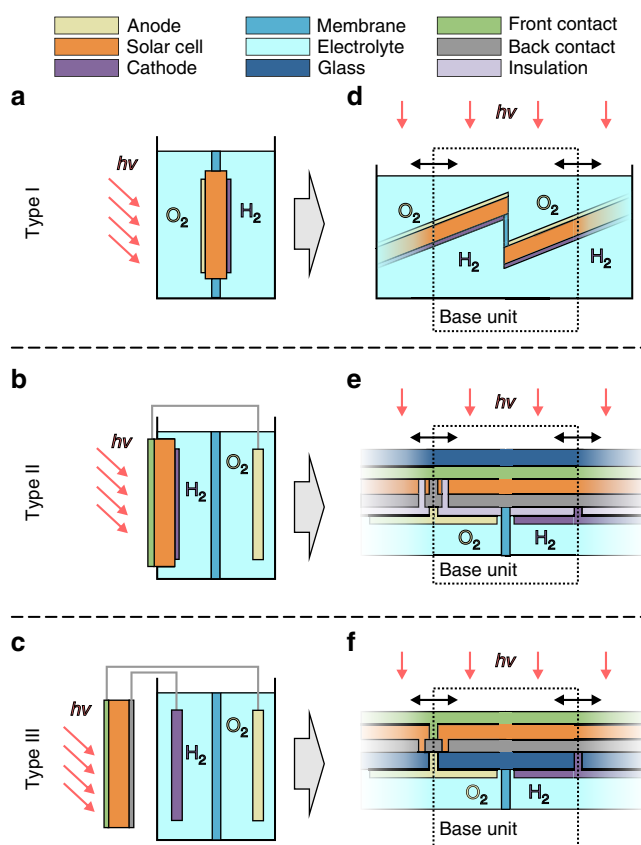 Anode
Membrane
Front contact
Solar cell
Electrolyte
Back contact
Cathode
Glass
Insulation
a
d
hv
hv
Type I
O₂
H₂
O₂
O₂
H₂
H₂
Base unit
b
e
hv
hv
Type II
H₂
O₂
O₂
H₂
Base unit
c
f
hv
hv
Type III
H₂
O₂
O₂
H₂
Base unit